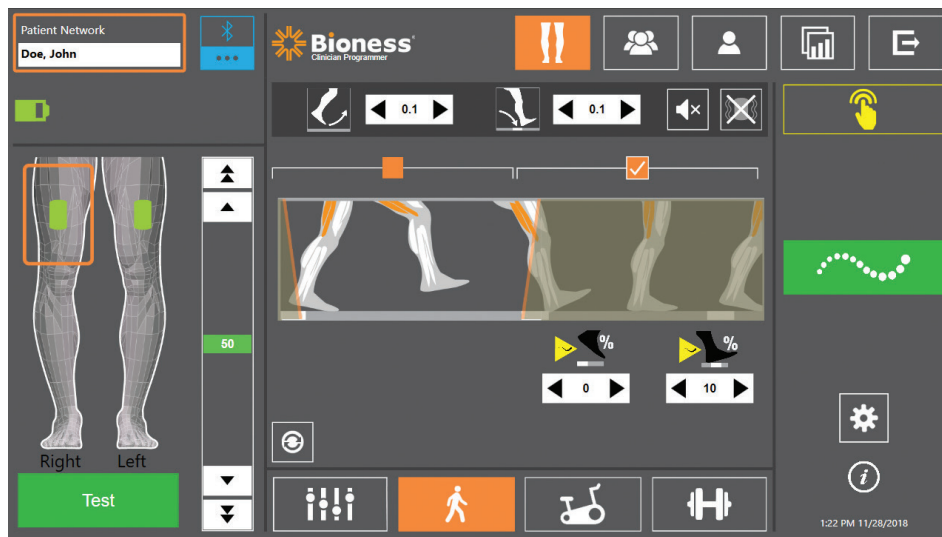 Patient Network
Doe, John
Bioness
Clinician Programmer
0.1
0.1
50
%
%
0
10
Right
Left
Test
i
1:22 PM 11/28/2018